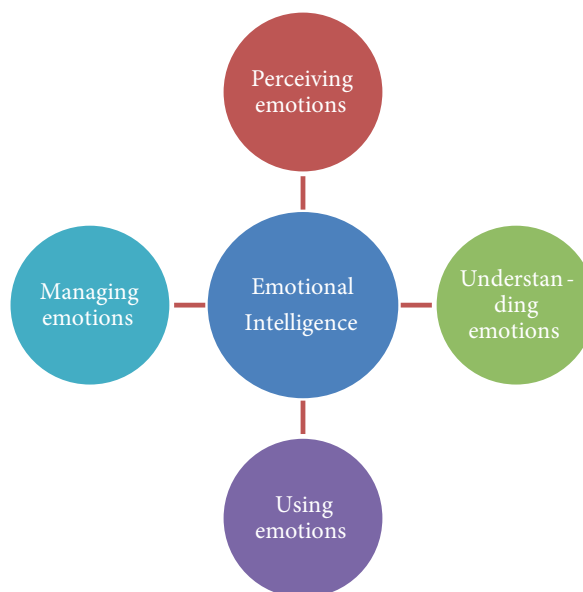 Perceiving
emotions
Managing
emotions
Emotional
Intelligence
Understan-
ding
emotions
Using
emotions